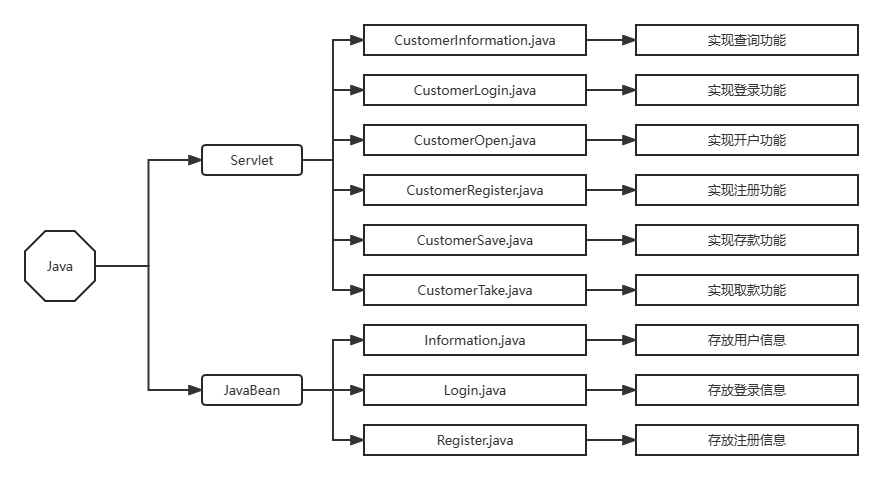 CustomerInformation.java
实现查询功能
CustomerLogin.java
实现登录功能
CustomerOpen.java
实现开户功能
Servlet
CustomerRegister.java
实现注册功能
CustomerSave.java
实现存款功能
Java
CustomerTake.java
实现取款功能
Information.java
存放用户信息
JavaBean
Login.java
存放登录信息
Register.java
存放注册信息